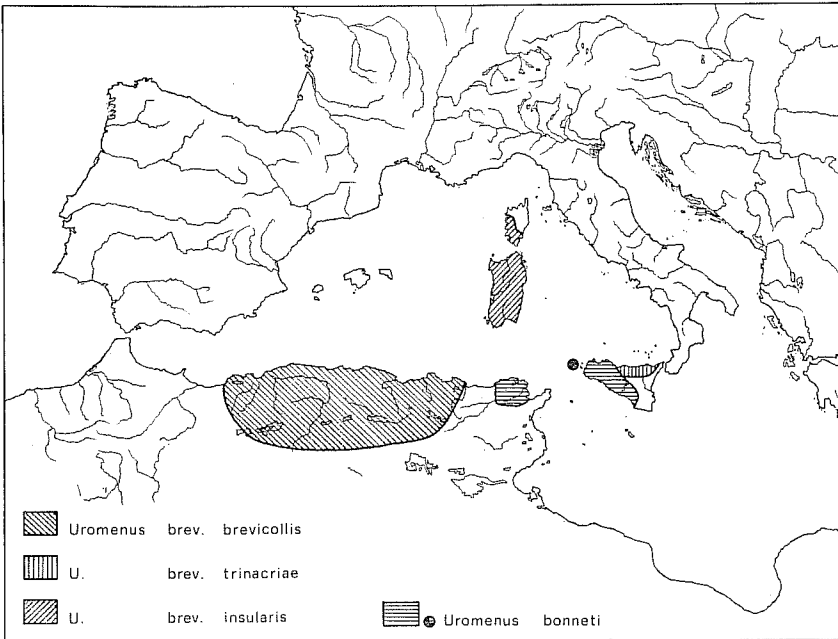 Uromenus brev. brevicollis
U. brev. trinacriae
U. brev. insularis
Uromenus bonneti